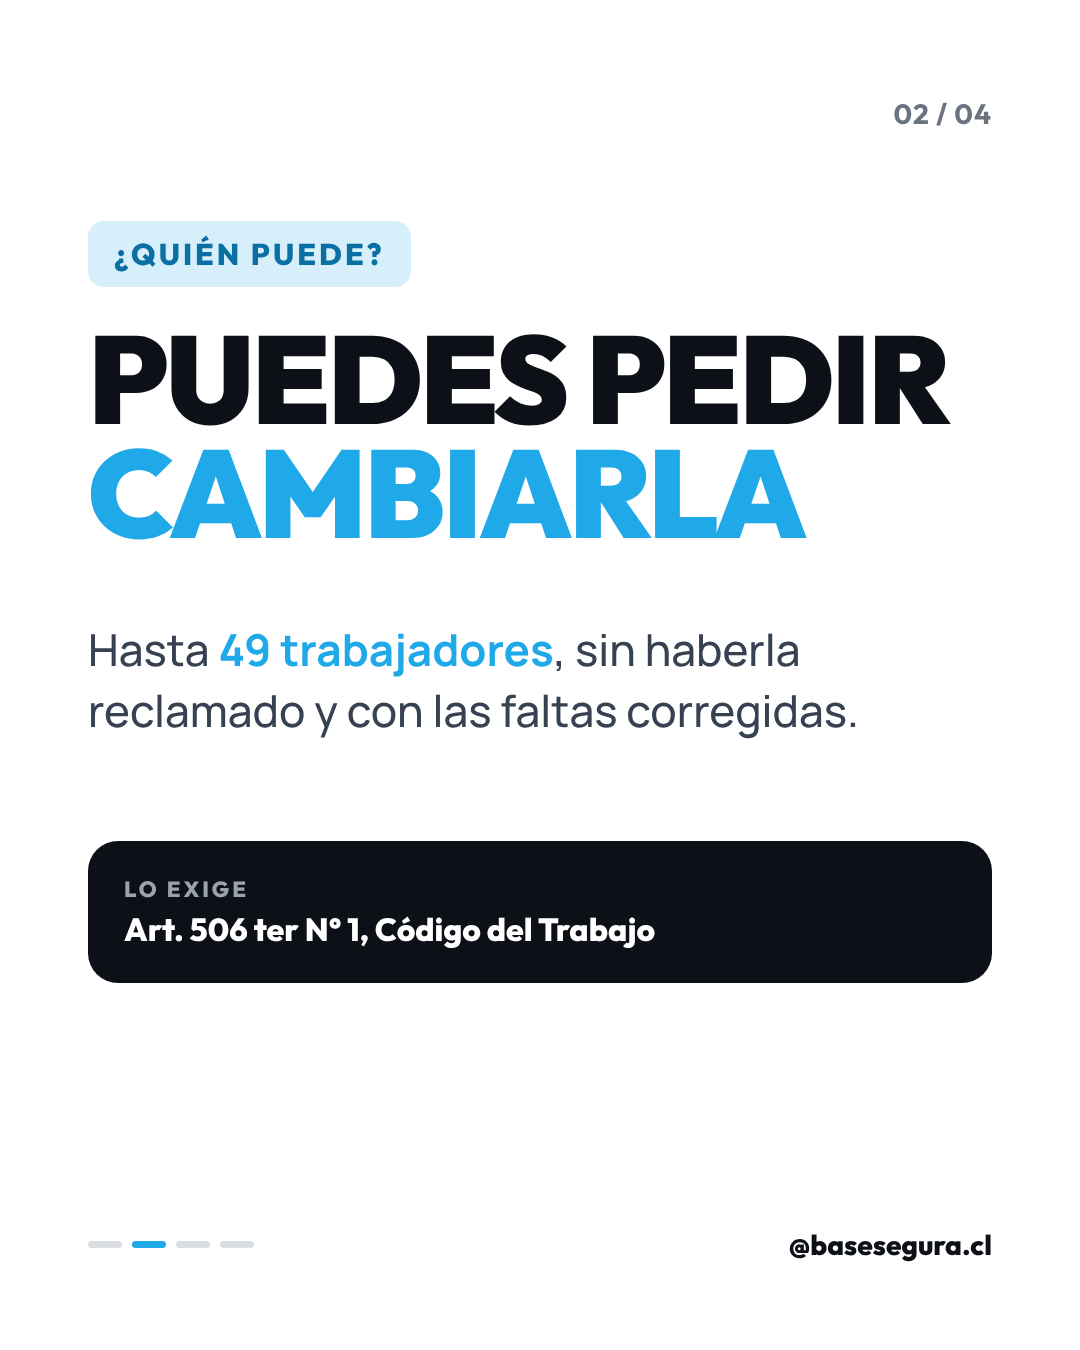 02 / 04
¿QUIÉN PUEDE?
PUEDES PEDIR
CAMBIARLA
Hasta 49 trabajadores, sin haberla
reclamado y con las faltas corregidas.
LO EXIGE
Art. 506 ter Nº 1, Código del Trabajo
@basesegura.cl